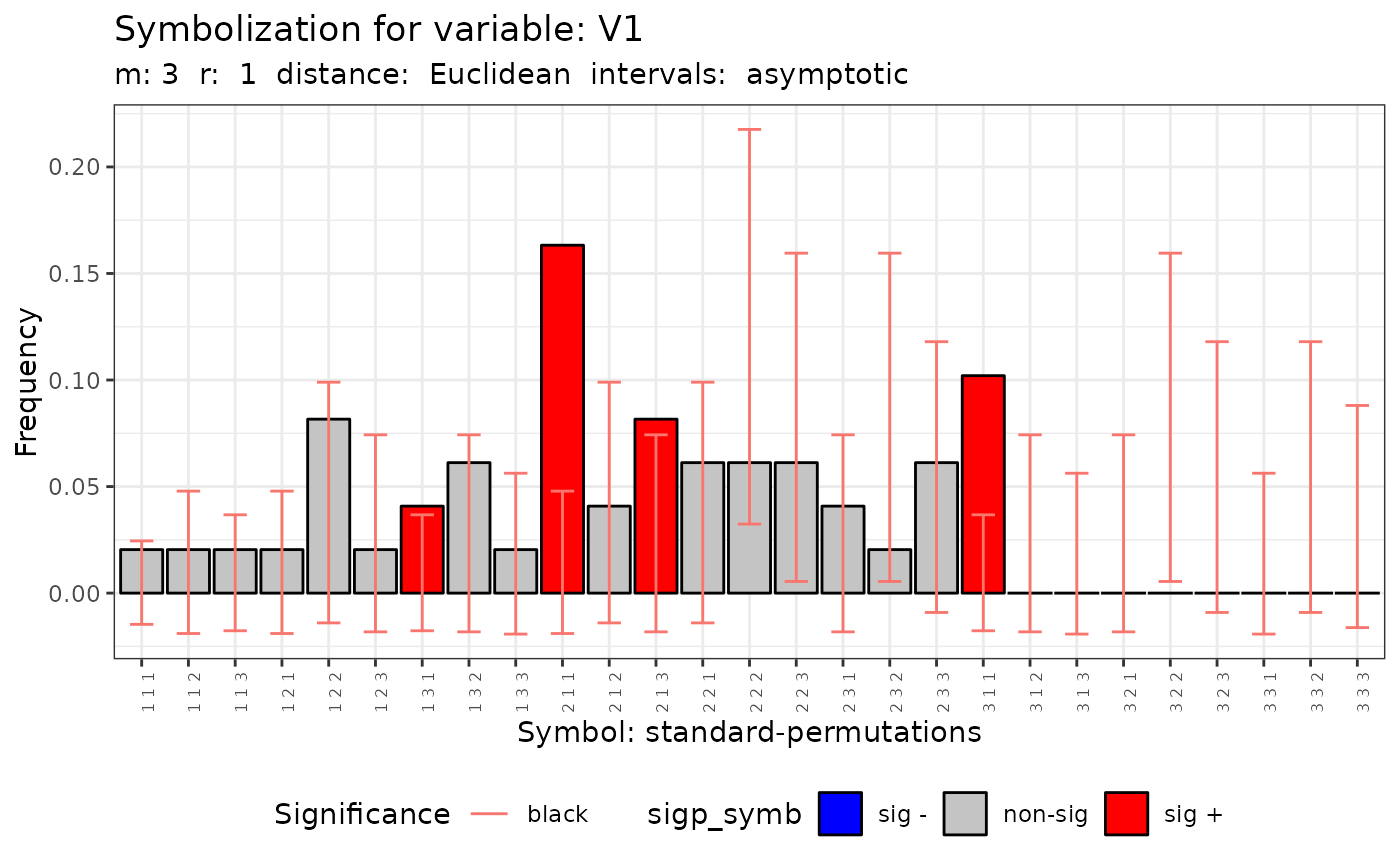 Symbolization for variable: V1
m: 3 r: 1 distance: Euclidean intervals: asymptotic
Frequency
0.20
0.15
0.10
0.05
0.00
1 1 1
1 1 2
1 1 3
1 2 1
1 2 2
1 2 3
1 3 1
1 3 2
1 3 3
2 1 1
2 1 2
2 1 3
2 2 1
2 2 2
2 2 3
2 3 1
2 3 2
2 3 3
3 1 1
3 1 2
3 1 3
3 2 1
3 2 2
3 2 3
3 3 1
3 3 2
3 3 3
Symbol: standard-permutations
Significance black sigp_symb sig - non-sig sig +